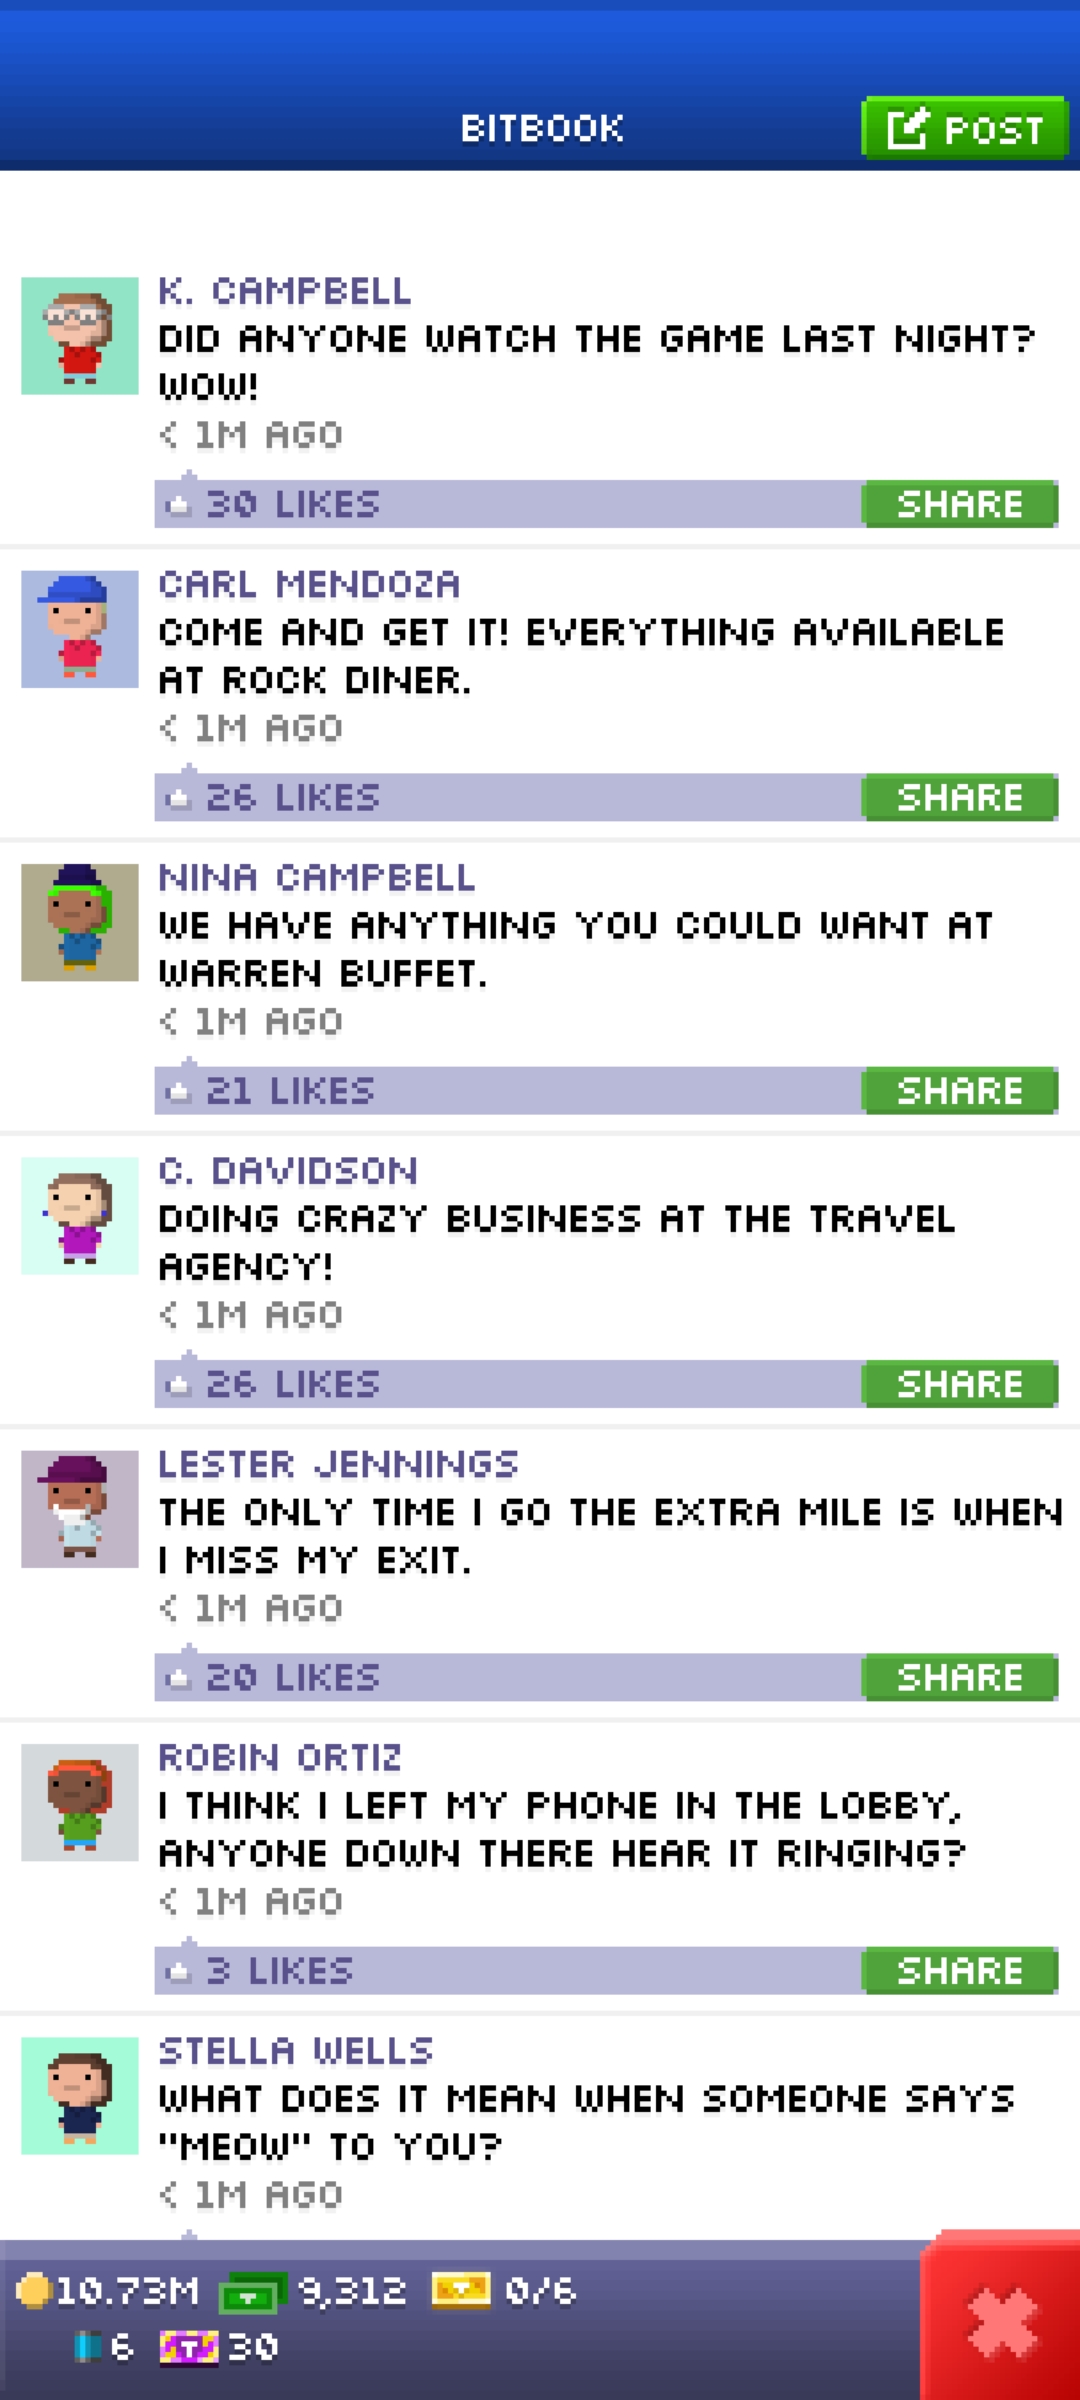 BITBOOK
POST
K. CAMPBELL
DID ANYONE WATCH THE GAME LAST NIGHT?
WOW!
< 1M AGO
30 LIKES
SHARE
CARL MENDOZA
COME AND GET IT! EVERYTHING AVAILABLE
AT ROCK DINER.
< 1M AGO
26 LIKES
SHARE
NINA CAMPBELL
WE HAVE ANYTHING YOU COULD WANT AT
WARREN BUFFET.
< 1M AGO
21 LIKES
SHARE
C. DAVIDSON
DOING CRAZY BUSINESS AT THE TRAVEL
AGENCY!
< 1M AGO
26 LIKES
SHARE
LESTER JENNINGS
THE ONLY TIME I GO THE EXTRA MILE IS WHEN
I MISS MY EXIT.
< 1M AGO
20 LIKES
SHARE
ROBIN ORTIZ
I THINK I LEFT MY PHONE IN THE LOBBY,
ANYONE DOWN THERE HEAR IT RINGING?
< 1M AGO
3 LIKES
SHARE
STELLA WELLS
WHAT DOES IT MEAN WHEN SOMEONE SAYS
"MEOW" TO YOU?
< 1M AGO
10.73M 9,312 0/6
6 T 30